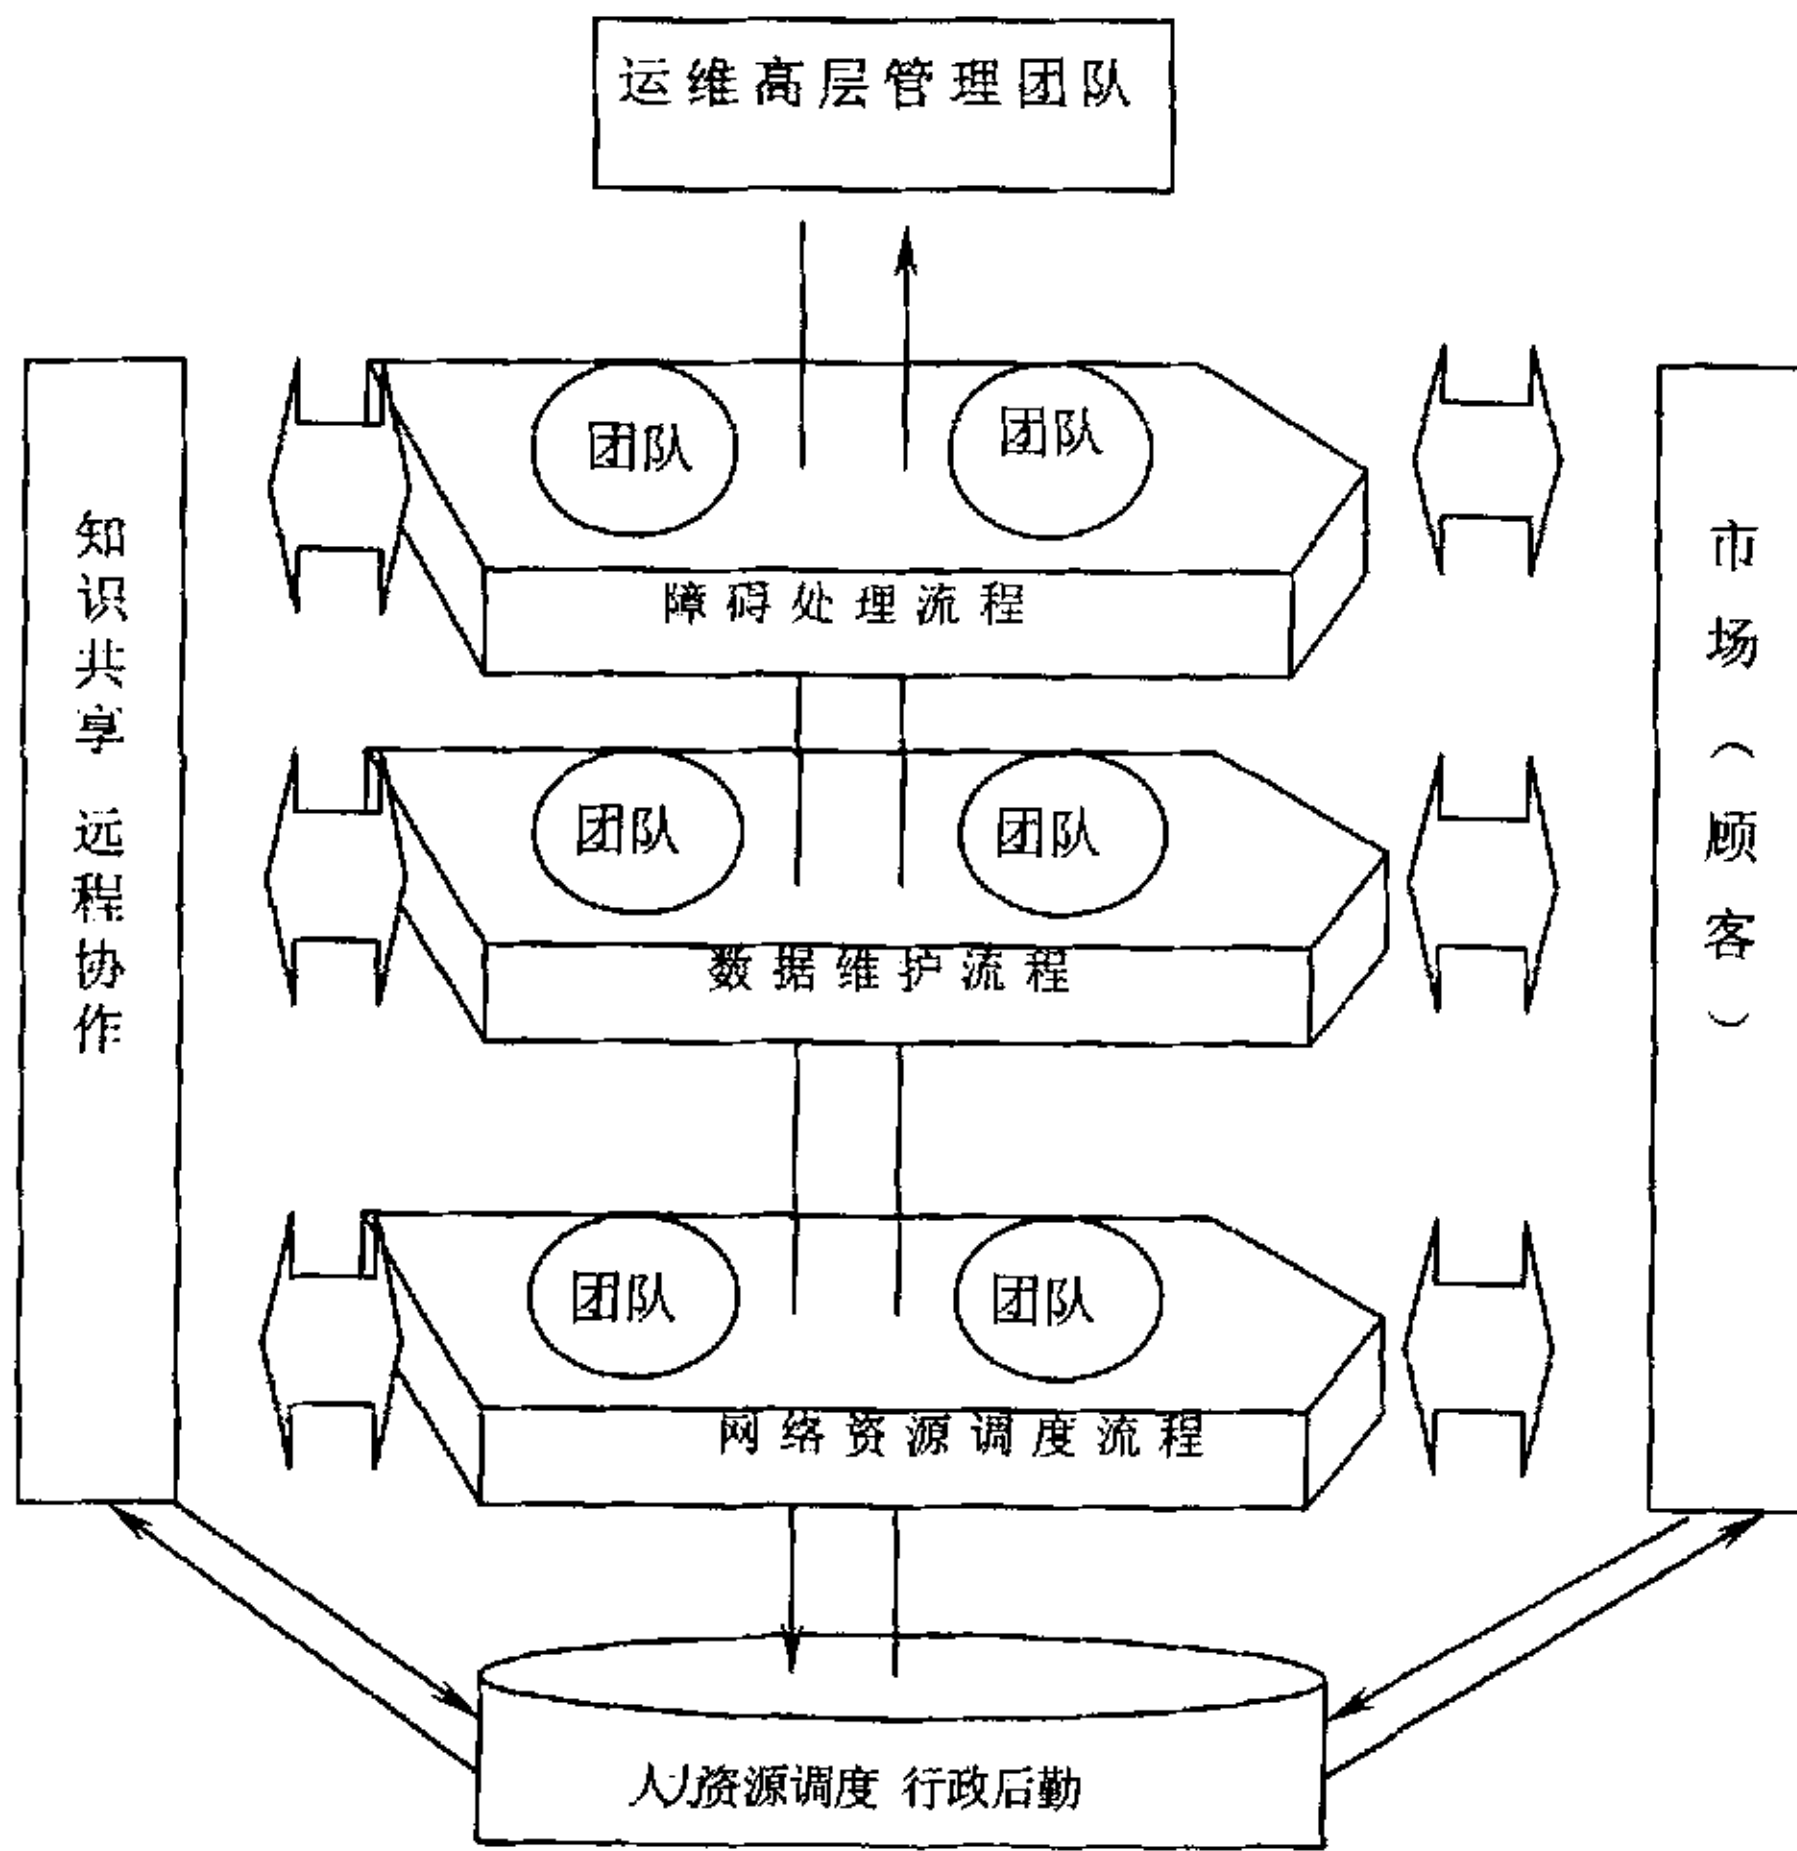 运维高层管理团队
团队
团队
障碍处理流程
知识共享 远程协作
市场（顾客）
团队
团队
数据维护流程
团队
团队
网络资源调度流程
人力资源调度 行政后勤